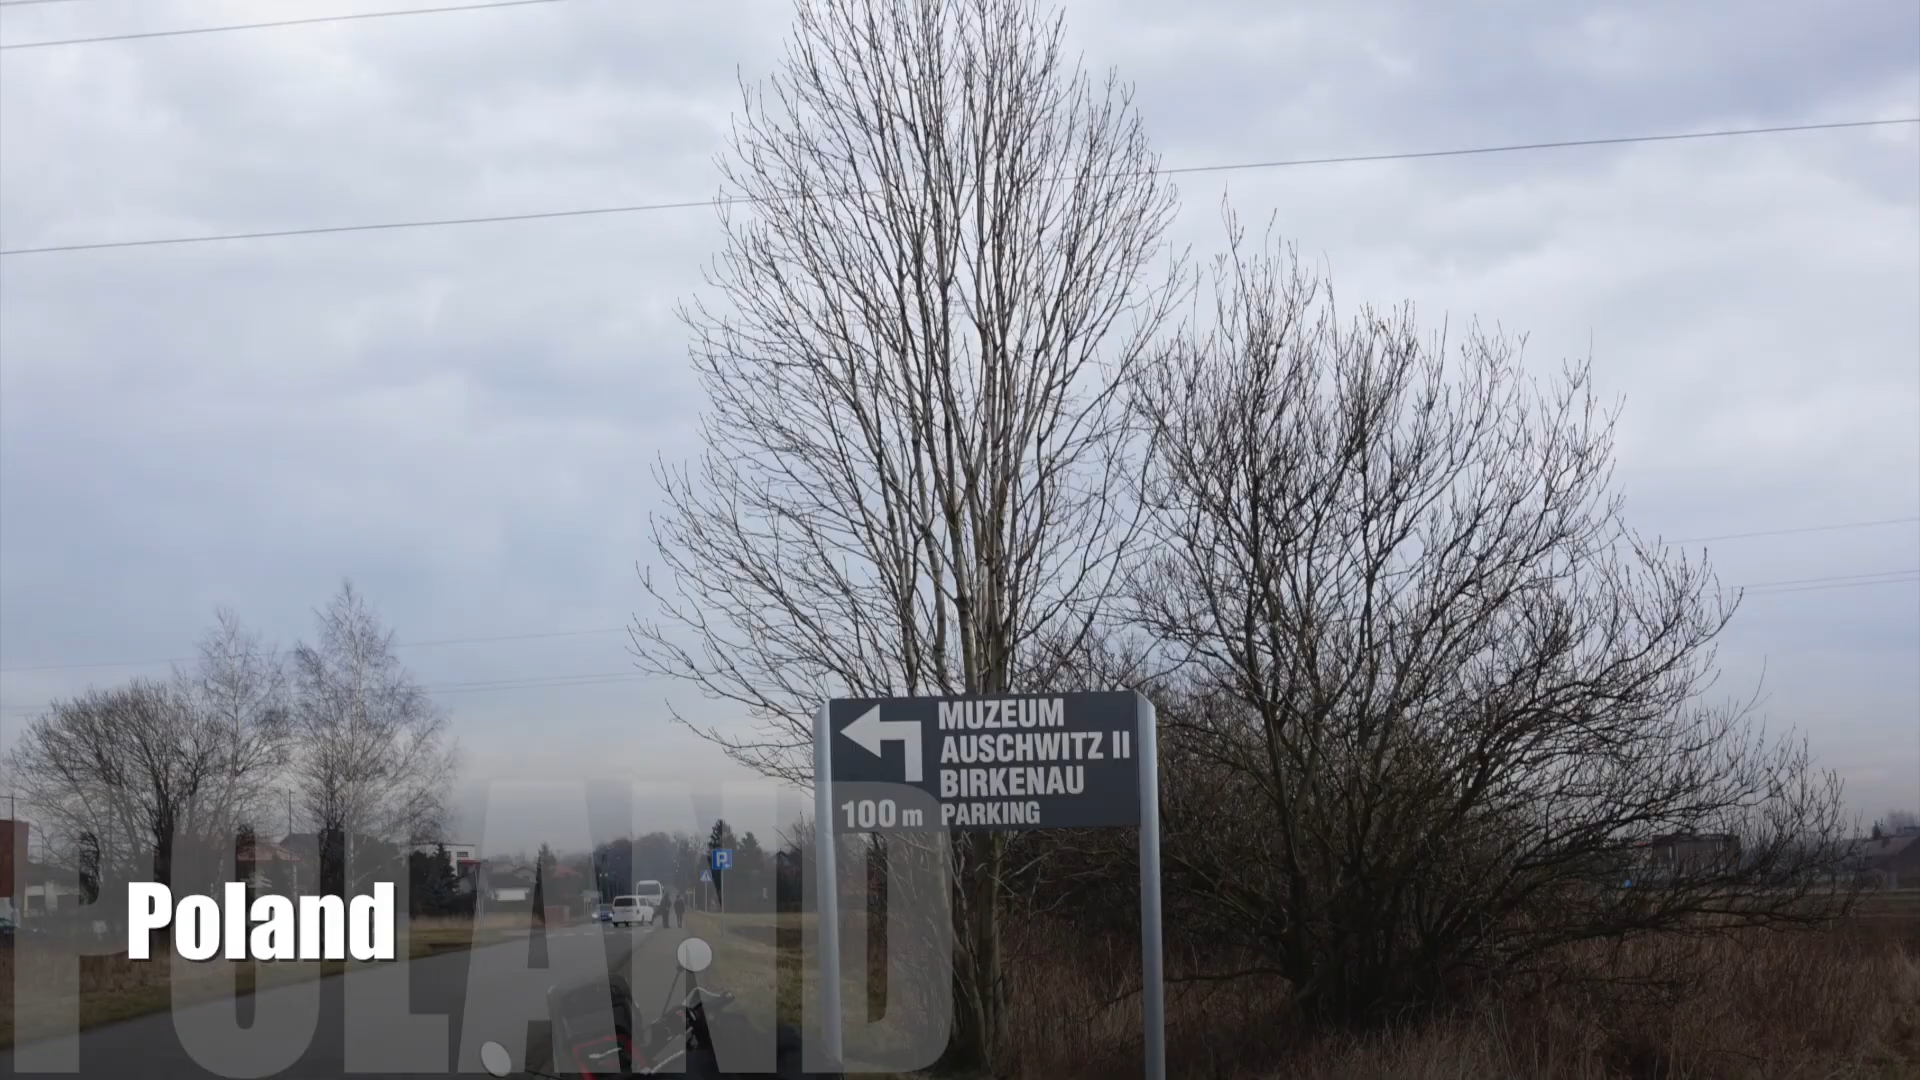 MUZEUM
AUSCHWITZ II
BIRKENAU
100 m PARKING
P
Poland
POLAND